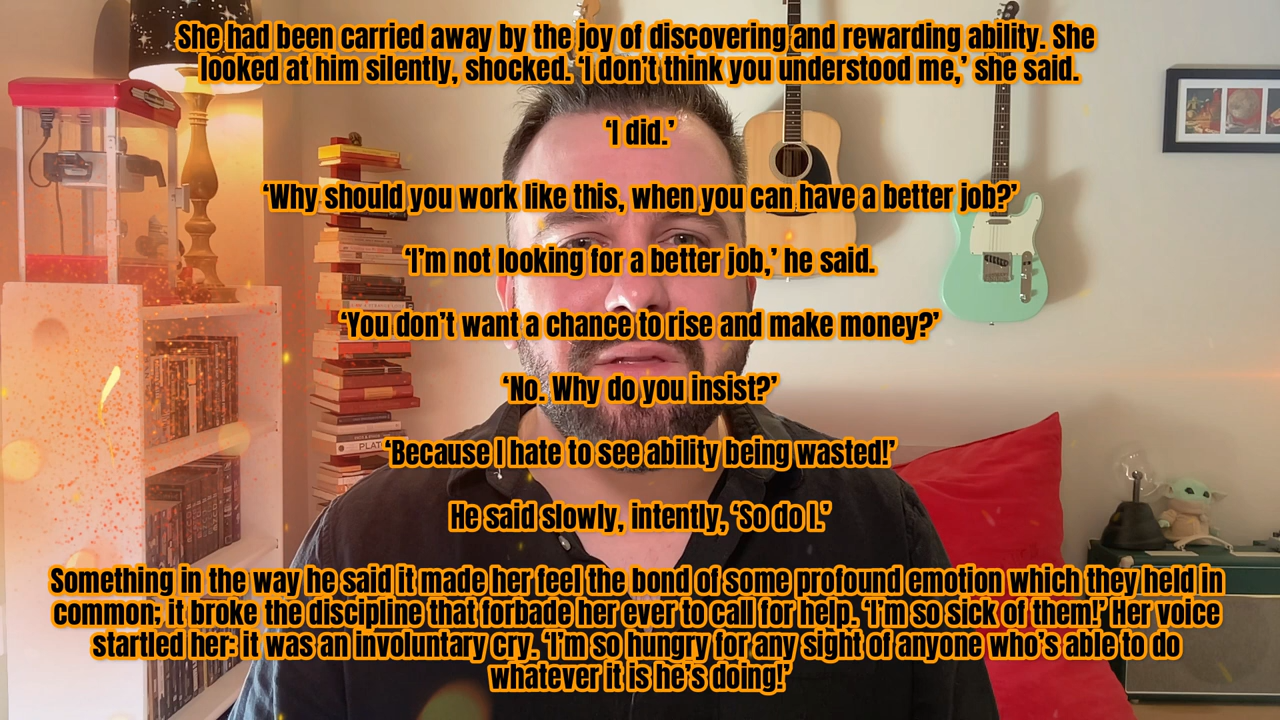 She had been carried away by the joy of discovering and rewarding ability. She
looked at him silently, shocked. ‘I don’t think you understood me,’ she said.
‘I did.’
‘Why should you work like this, when you can have a better job?’
‘I’m not looking for a better job,’ he said.
‘You don’t want a chance to rise and make money?’
‘No. Why do you insist?’
‘Because I hate to see ability being wasted!’
He said slowly, intently, ‘So do I.’
Something in the way he said it made her feel the bond of some profound emotion which they held in
common; it broke the discipline that forbade her ever to call for help. ‘I’m so sick of them!’ Her voice
startled her: it was an involuntary cry. ‘I’m so hungry for any sight of anyone who’s able to do
whatever it is he’s doing!’
PLAT